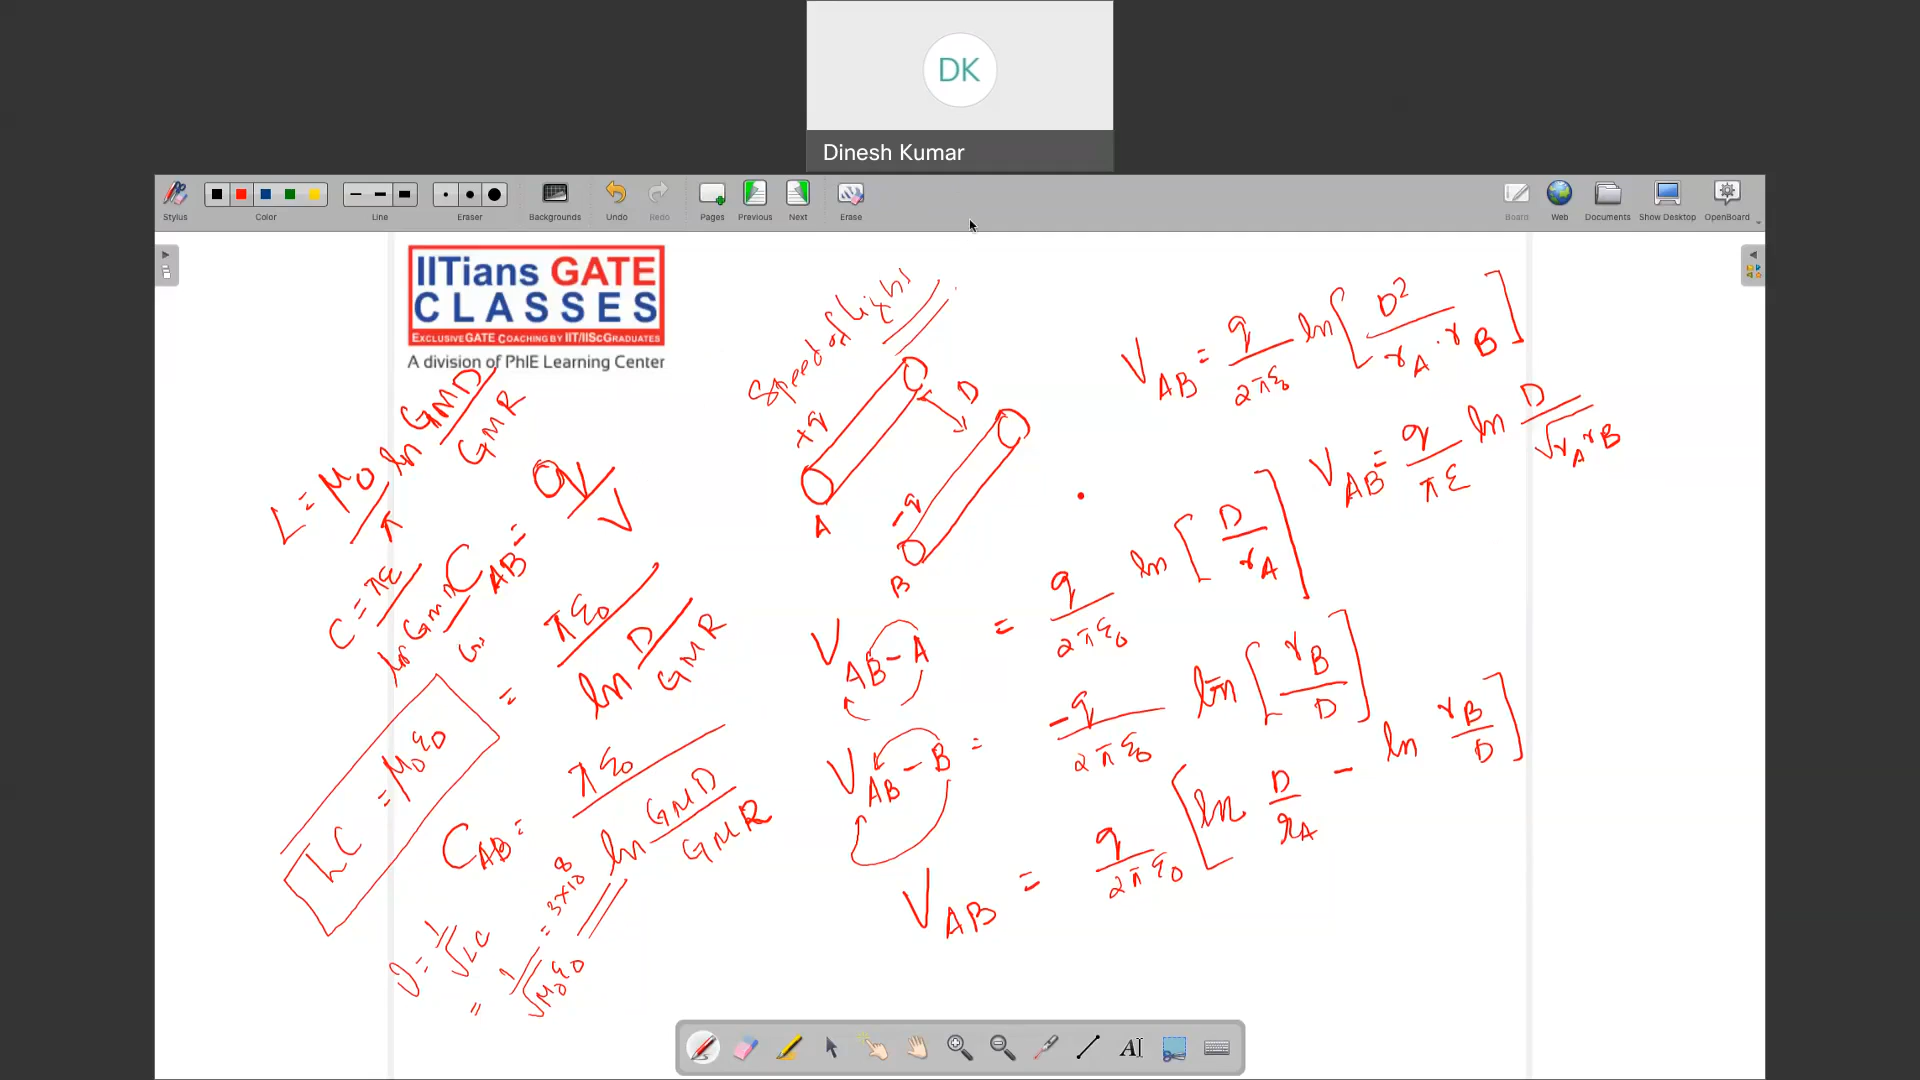 DK
Dinesh Kumar
Stylus
Color
Line
Eraser
Backgrounds
Undo
Redo
Pages
Previous
Next
Erase
Board
Web
Documents
Show Desktop
OpenBoard
IITians GATE
CLASSES
EXCLUSIVE GATE COACHING BY IIT/IISc GRADUATES
A division of PhIE Learning Center
Speed of light
+q
A
D
-q
B
V_AB = q/2πε₀ ln[D²/r_A·r_B]
V_AB = q/πε ln D/√r_A r_B
L = μ₀/π ln GMD/GMR
C = πε/ln GMD
C_AB = q/V
= πε₀/ln D/GMR
C_AB = πε₀/ln GMD/GMR
LC = μ₀ε₀
v = 1/√LC
= 1/√μ₀ε₀ = 3×10⁸
V_AB-A = q/2πε₀ ln[D/r_A]
V_AB-B = -q/2πε₀ ln[r_B/D]
V_AB = q/2πε₀ [ln D/r_A - ln r_B/D]
AI